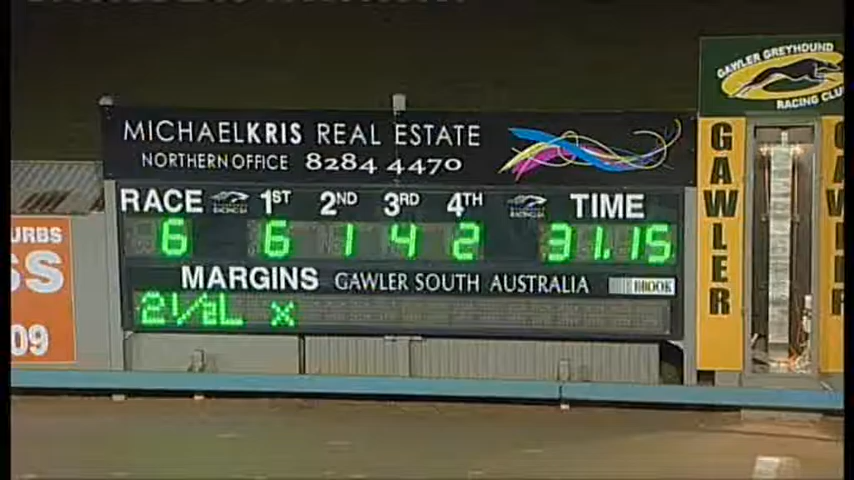 GAWLER GREYHOUND
RACING CLUB
MICHAELKRIS REAL ESTATE
NORTHERN OFFICE 8284 4470
RACE 1ST 2ND 3RD 4TH TIME
6 6 1 4 2 31.15
MARGINS GAWLER SOUTH AUSTRALIA BROOK
2 1/2L x
URBS
09
GAWLER